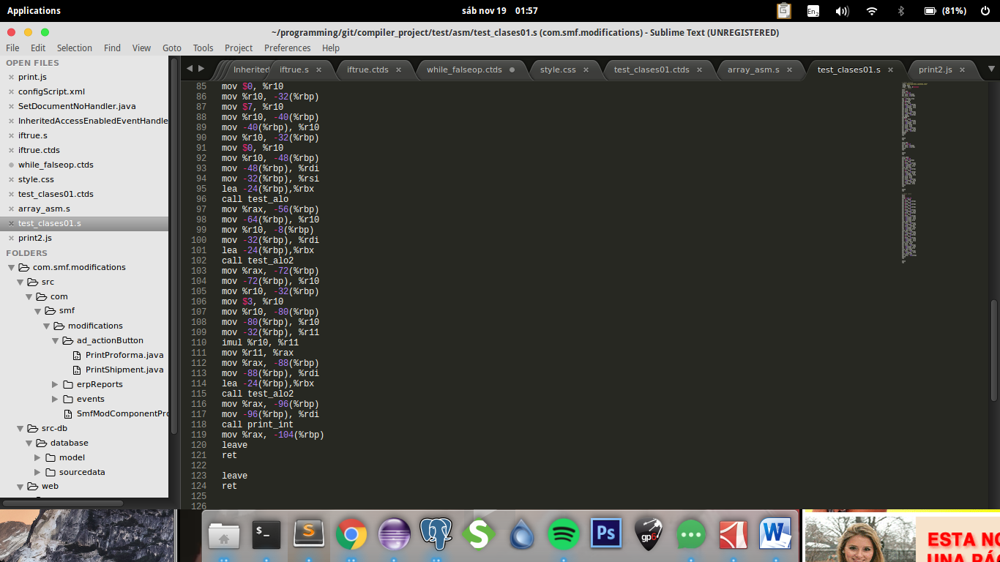 Applications
sáb nov 19 01:57
En2
(81%)
~/programming/git/compiler_project/test/asm/test_clases01.s (com.smf.modifications) - Sublime Text (UNREGISTERED)
File Edit Selection Find View Goto Tools Project Preferences Help
OPEN FILES
print.js
configScript.xml
SetDocumentNoHandler.java
InheritedAccessEnabledEventHandle
iftrue.s
iftrue.ctds
while_falseop.ctds
style.css
test_clases01.ctds
array_asm.s
test_clases01.s
print2.js
FOLDERS
com.smf.modifications
src
com
smf
modifications
ad_actionButton
PrintProforma.java
PrintShipment.java
erpReports
events
SmfModComponentPro
src-db
database
model
sourcedata
web
Inherited iftrue.s iftrue.ctds while_falseop.ctds style.css test_clases01.ctds array_asm.s test_clases01.s print2.js
85 mov $0, %r10
86 mov %r10, -32(%rbp)
87 mov $7, %r10
88 mov %r10, -40(%rbp)
89 mov -40(%rbp), %r10
90 mov %r10, -32(%rbp)
91 mov $0, %r10
92 mov %r10, -48(%rbp)
93 mov -48(%rbp), %rdi
94 mov -32(%rbp), %rsi
95 lea -24(%rbp),%rbx
96 call test_alo
97 mov %rax, -56(%rbp)
98 mov -64(%rbp), %r10
99 mov %r10, -8(%rbp)
100 mov -32(%rbp), %rdi
101 lea -24(%rbp),%rbx
102 call test_alo2
103 mov %rax, -72(%rbp)
104 mov -72(%rbp), %r10
105 mov %r10, -32(%rbp)
106 mov $3, %r10
107 mov %r10, -80(%rbp)
108 mov -80(%rbp), %r10
109 mov -32(%rbp), %r11
110 imul %r10, %r11
111 mov %r11, %rax
112 mov %rax, -88(%rbp)
113 mov -88(%rbp), %rdi
114 lea -24(%rbp),%rbx
115 call test_alo2
116 mov %rax, -96(%rbp)
117 mov -96(%rbp), %rdi
118 call print_int
119 mov %rax, -104(%rbp)
120 leave
121 ret
122
123 leave
124 ret
125
126
$_
S
S
Ps
gp6
W
ESTA NO
UNA PÁG